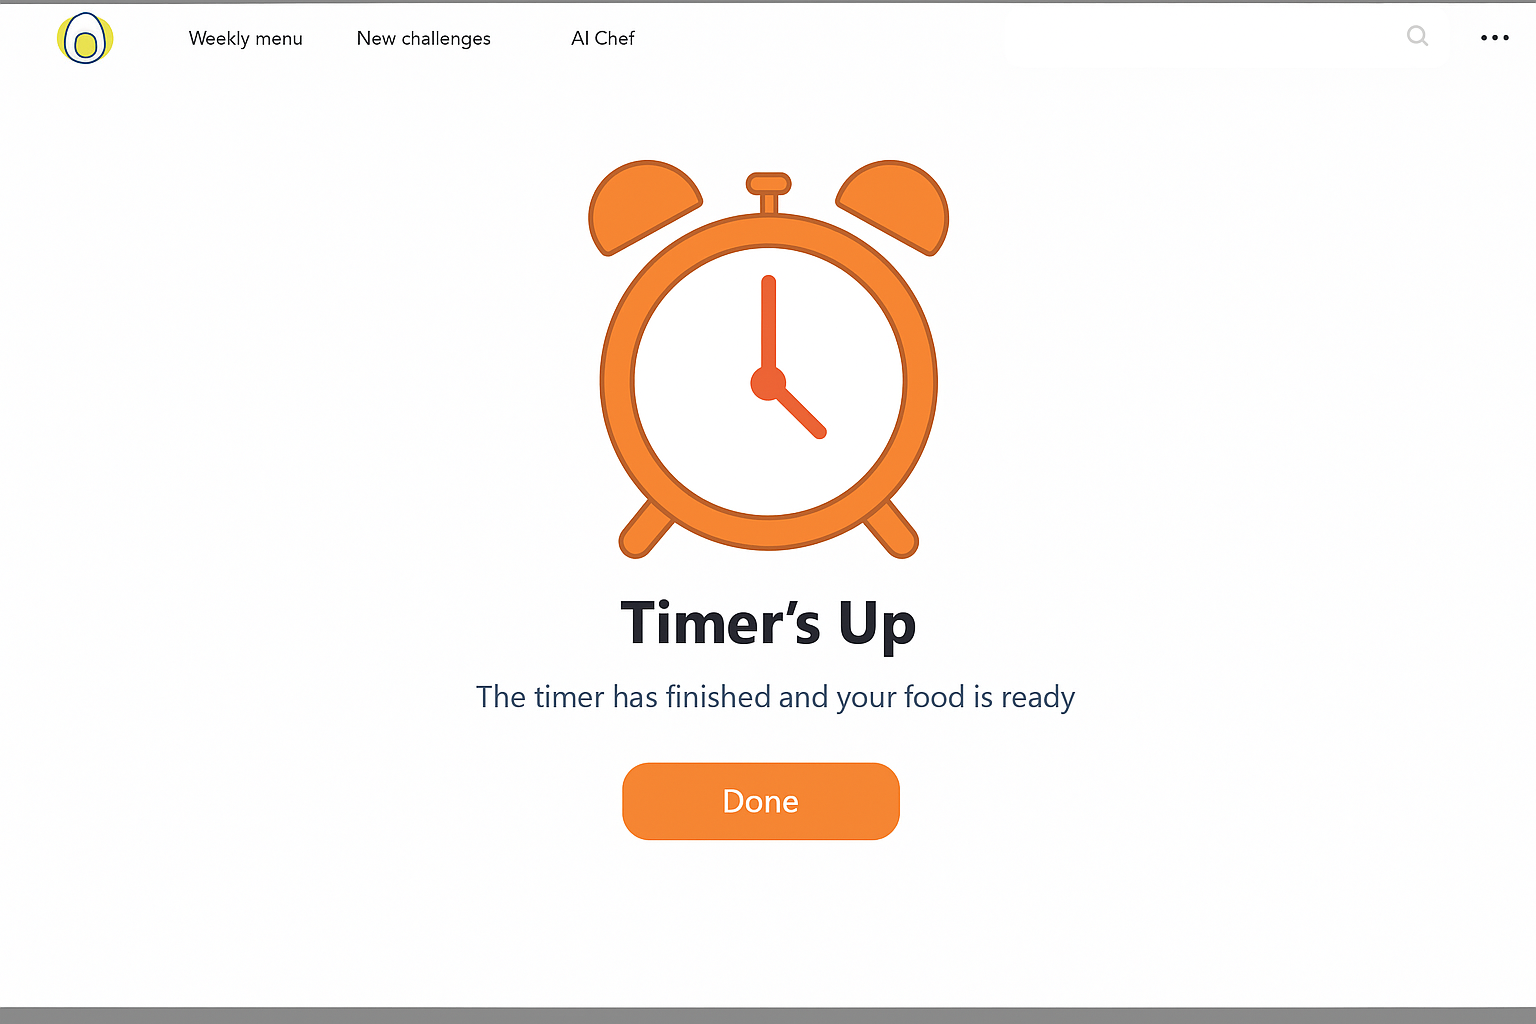 Weekly menu
New challenges
AI Chef
Timer’s Up
The timer has finished and your food is ready
Done